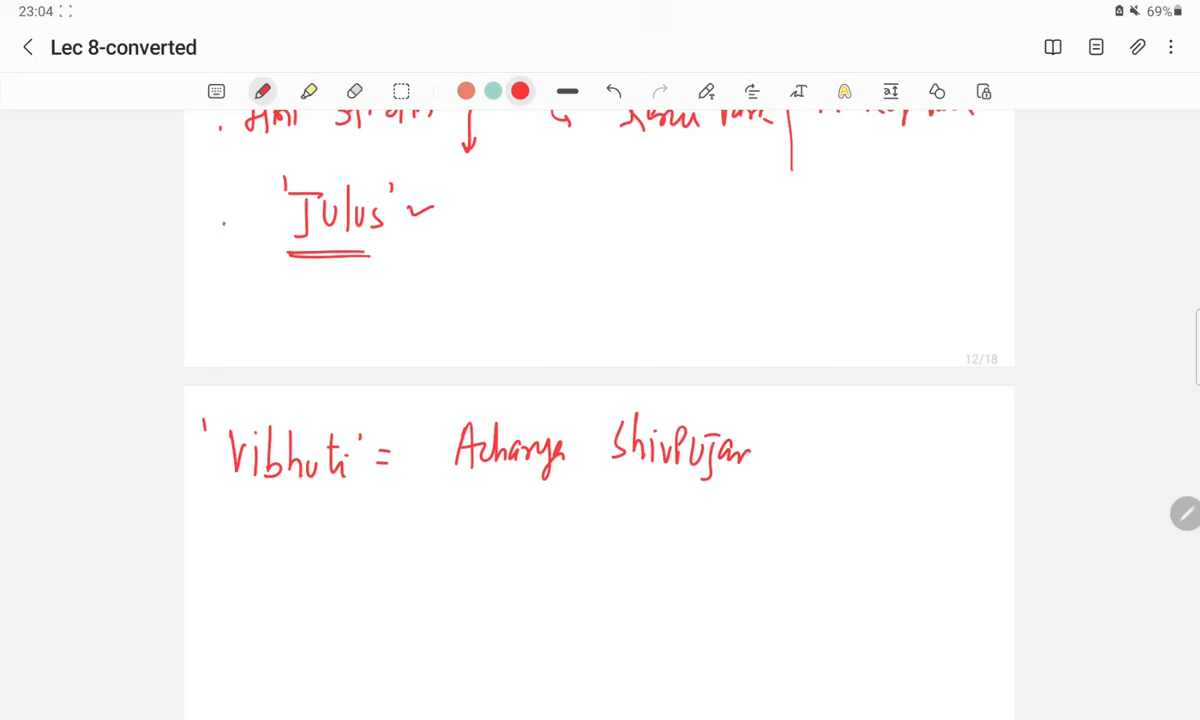 23:04
69%
Lec 8-converted
'Julus'
12/18
'Vibhuti' = Acharya ShivPujan